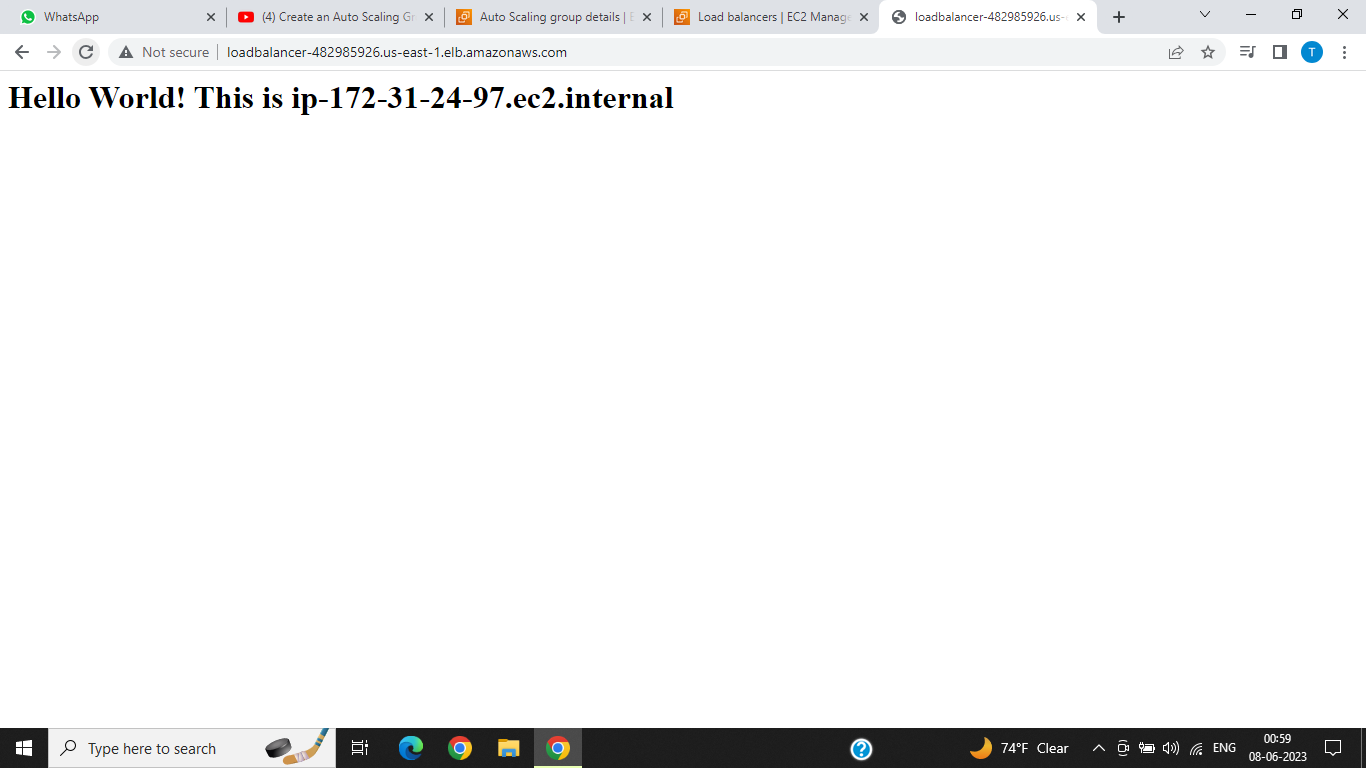 WhatsApp
(4) Create an Auto Scaling Gr
Auto Scaling group details | E
Load balancers | EC2 Manage
loadbalancer-482985926.us-
Not secure
loadbalancer-482985926.us-east-1.elb.amazonaws.com
T
Hello World! This is ip-172-31-24-97.ec2.internal
Type here to search
74°F Clear
ENG
00:59
08-06-2023